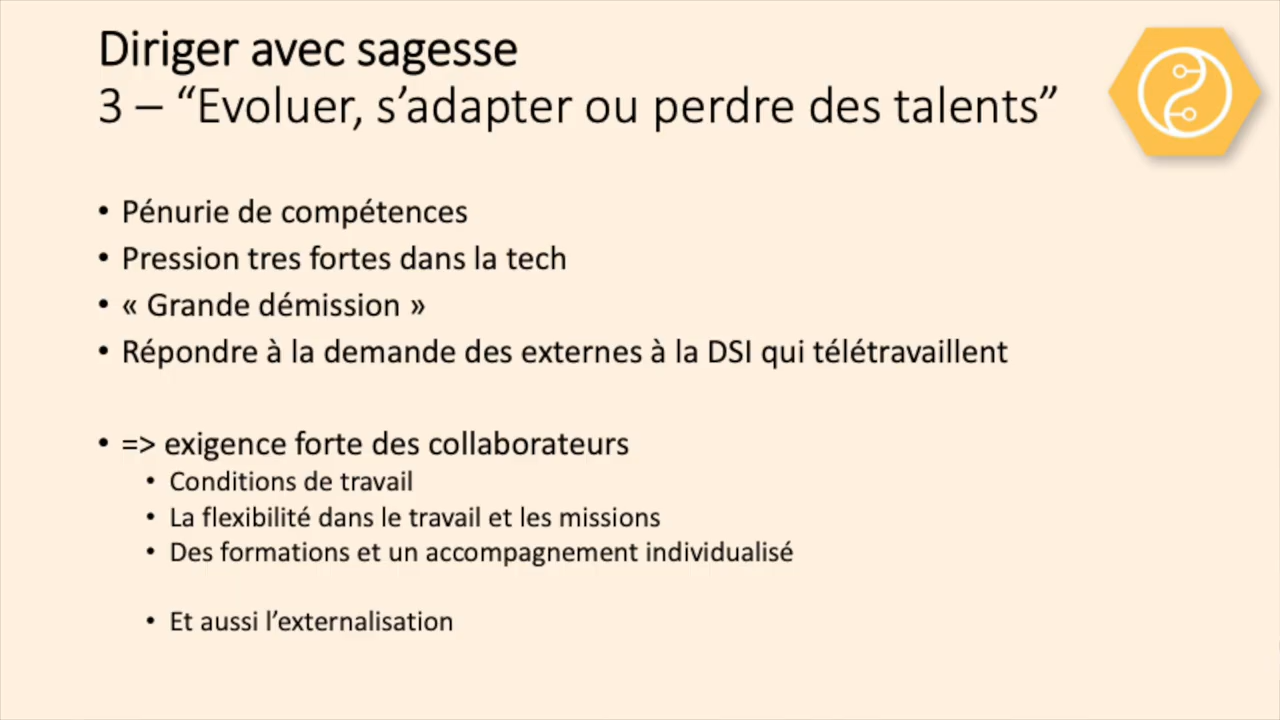 Diriger avec sagesse
3 – “Evoluer, s’adapter ou perdre des talents”
• Pénurie de compétences
• Pression tres fortes dans la tech
• « Grande démission »
• Répondre à la demande des externes à la DSI qui télétravaillent
• => exigence forte des collaborateurs
• Conditions de travail
• La flexibilité dans le travail et les missions
• Des formations et un accompagnement individualisé
• Et aussi l’externalisation